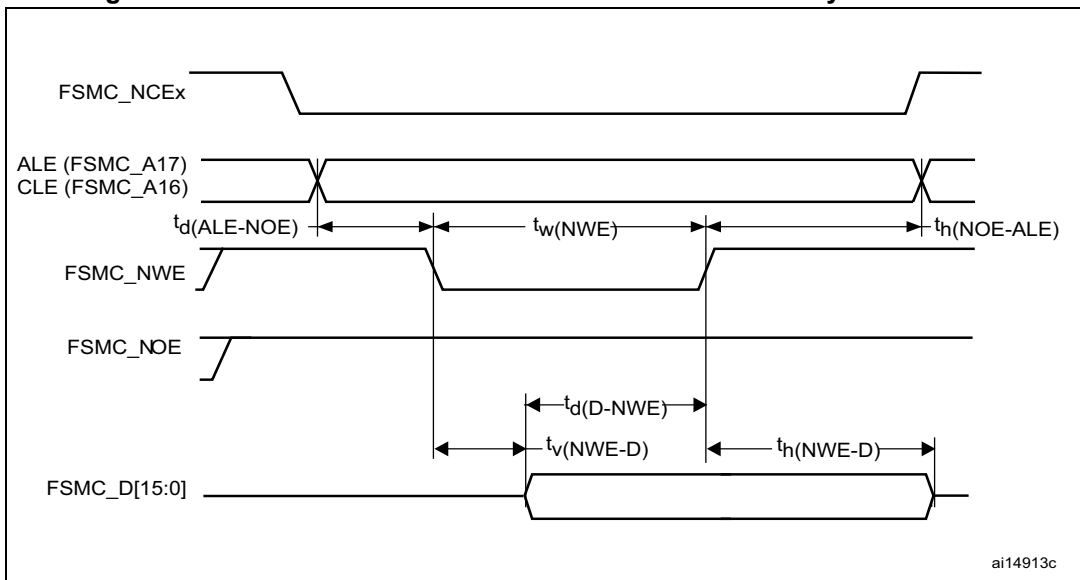 FSMC_NCEx
ALE (FSMC_A17)
CLE (FSMC_A16)
td(ALE-NOE)
tw(NWE)
th(NOE-ALE)
FSMC_NWE
FSMC_NOE
td(D-NWE)
tv(NWE-D)
th(NWE-D)
FSMC_D[15:0]
ai14913c